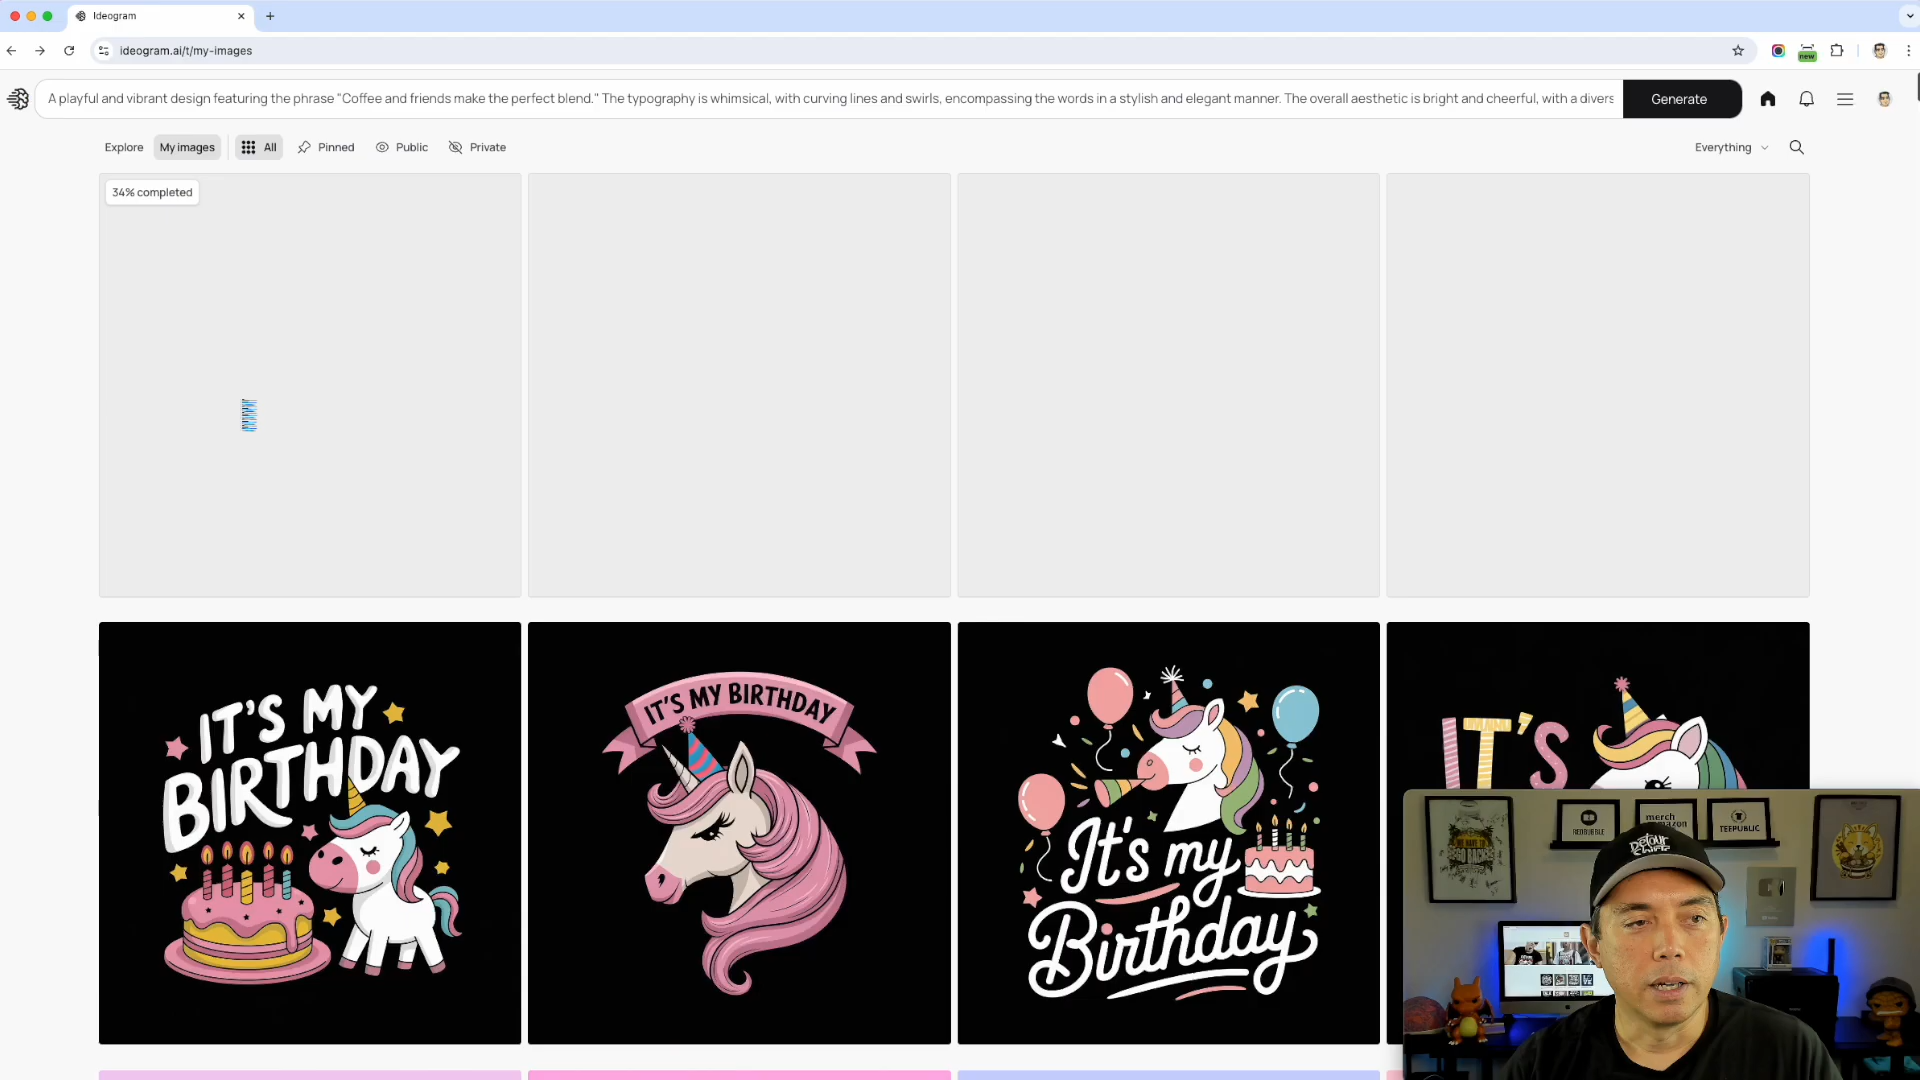 Ideogram
ideogram.ai/t/my-images
new
A playful and vibrant design featuring the phrase "Coffee and friends make the perfect blend." The typography is whimsical, with curving lines and swirls, encompassing the words in a stylish and elegant manner. The overall aesthetic is bright and cheerful, with a divers
Generate
Explore
My images
All
Pinned
Public
Private
Everything
34% completed
IT'S MY
BIRTHDAY
IT'S MY BIRTHDAY
It's my
Birthday
IT'S
REDBUBBLE
merch
amazon
TEEPUBLIC